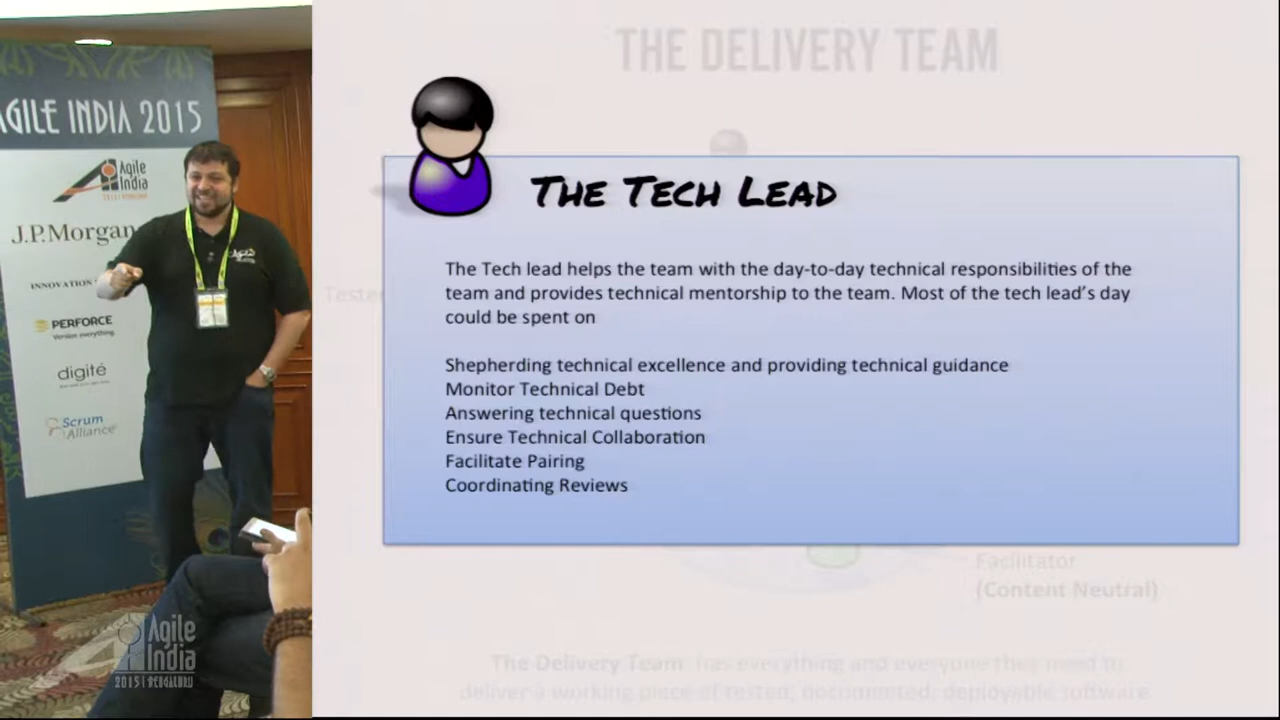 AGILE INDIA 2015
Agile
India
J.P.Morgan
INNOVATION
PERFORCE
Version everything.
digité
Scrum
Alliance
Agile
India
2015 | BENGALURU
THE DELIVERY TEAM
THE TECH LEAD
Tester
The Tech lead helps the team with the day-to-day technical responsibilities of the
team and provides technical mentorship to the team. Most of the tech lead's day
could be spent on
Shepherding technical excellence and providing technical guidance
Monitor Technical Debt
Answering technical questions
Ensure Technical Collaboration
Facilitate Pairing
Coordinating Reviews
Facilitator
(Content Neutral)
The Delivery Team has everything and everyone they need to
deliver a working piece of tested, documented, deployable software